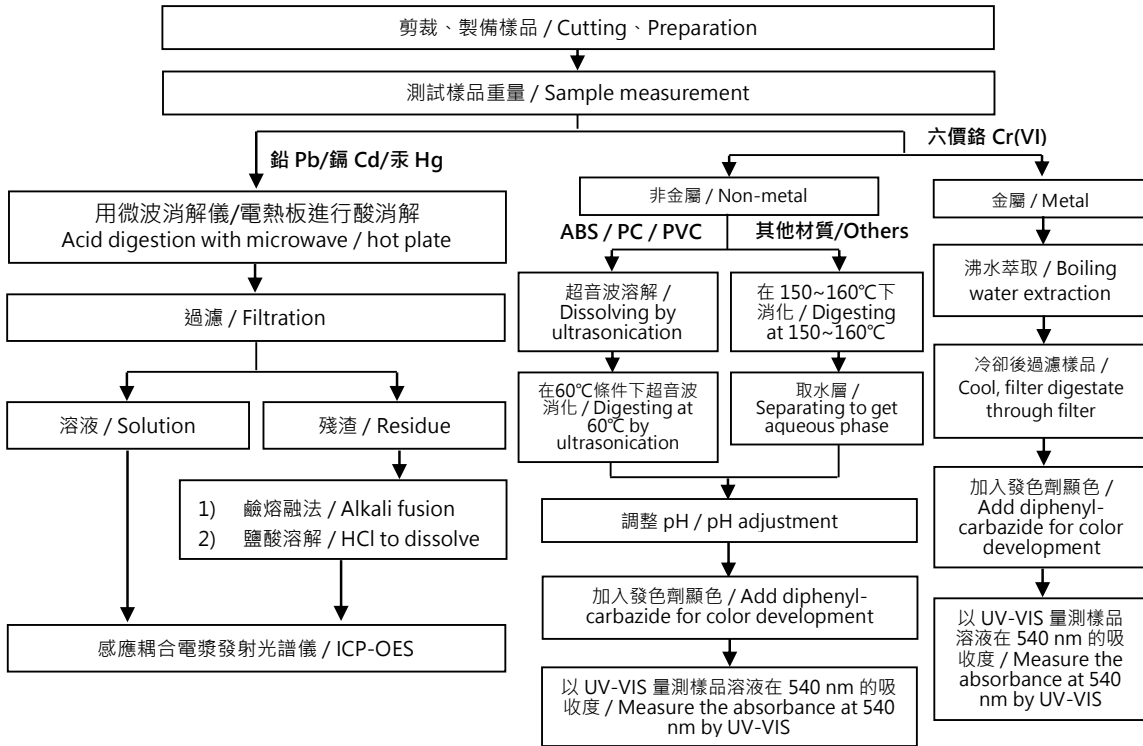 剪裁、製備樣品 / Cutting、Preparation
測試樣品重量 / Sample measurement
鉛 Pb/鎘 Cd/汞 Hg
六價鉻 Cr(VI)
用微波消解儀/電熱板進行酸消解
Acid digestion with microwave / hot plate
過濾 / Filtration
溶液 / Solution
殘渣 / Residue
1) 鹼熔融法 / Alkali fusion
2) 鹽酸溶解 / HCl to dissolve
感應耦合電漿發射光譜儀 / ICP-OES
非金屬 / Non-metal
ABS / PC / PVC
其他材質/Others
超音波溶解 /
Dissolving by
ultrasonication
在60℃條件下超音波
消化 / Digesting at
60℃ by
ultrasonication
在 150~160℃下
消化 / Digesting
at 150~160℃
取水層 /
Separating to get
aqueous phase
調整 pH / pH adjustment
加入發色劑顯色 / Add diphenyl-
carbazide for color development
以 UV-VIS 量測樣品溶液在 540 nm 的吸
收度 / Measure the absorbance at 540
nm by UV-VIS
金屬 / Metal
沸水萃取 / Boiling
water extraction
冷卻後過濾樣品 /
Cool, filter digestate
through filter
加入發色劑顯色 /
Add diphenyl-
carbazide for color
development
以 UV-VIS 量測樣品
溶液在 540 nm 的吸
收度 / Measure the
absorbance at 540
nm by UV-VIS